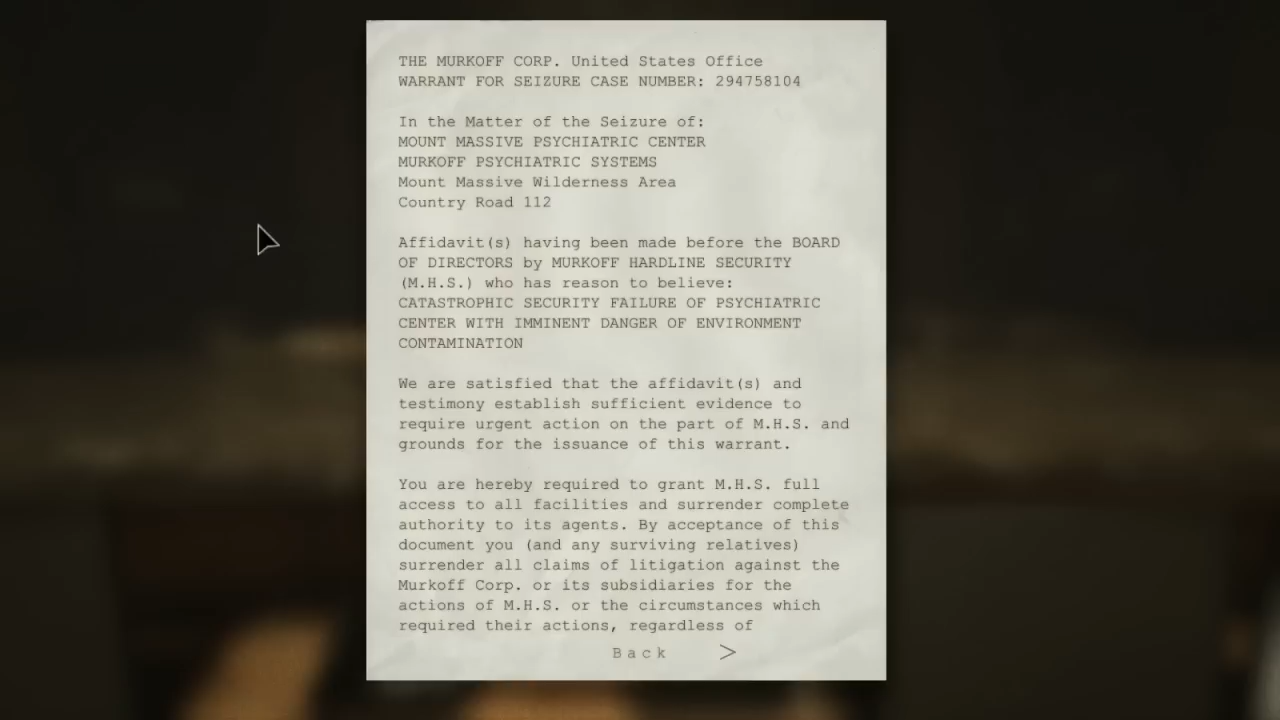 THE MURKOFF CORP. United States Office
WARRANT FOR SEIZURE CASE NUMBER: 294758104
In the Matter of the Seizure of:
MOUNT MASSIVE PSYCHIATRIC CENTER
MURKOFF PSYCHIATRIC SYSTEMS
Mount Massive Wilderness Area
Country Road 112
Affidavit(s) having been made before the BOARD
OF DIRECTORS by MURKOFF HARDLINE SECURITY
(M.H.S.) who has reason to believe:
CATASTROPHIC SECURITY FAILURE OF PSYCHIATRIC
CENTER WITH IMMINENT DANGER OF ENVIRONMENT
CONTAMINATION
We are satisfied that the affidavit(s) and
testimony establish sufficient evidence to
require urgent action on the part of M.H.S. and
grounds for the issuance of this warrant.
You are hereby required to grant M.H.S. full
access to all facilities and surrender complete
authority to its agents. By acceptance of this
document you (and any surviving relatives)
surrender all claims of litigation against the
Murkoff Corp. or its subsidiaries for the
actions of M.H.S. or the circumstances which
required their actions, regardless of
Back >